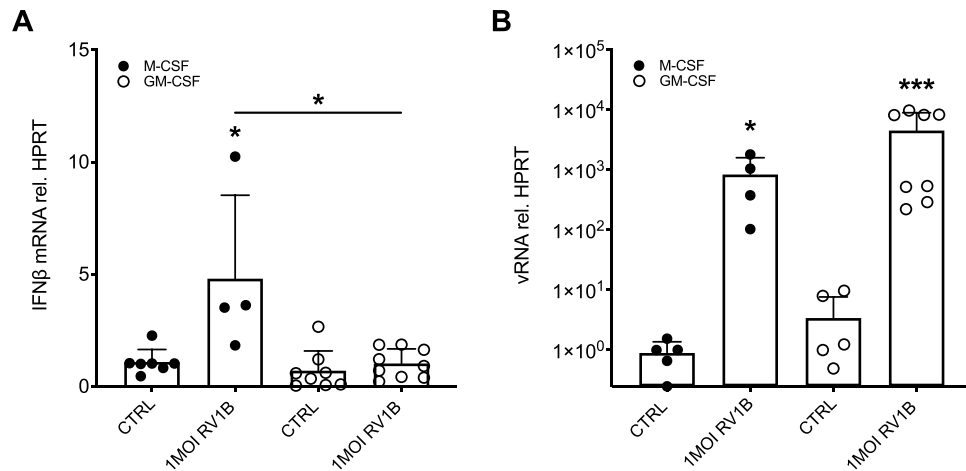 A
IFNβ mRNA rel. HPRT
15
10
5
0
M-CSF
GM-CSF
*
*
CTRL
1MOI RV1B
CTRL
1MOI RV1B
B
vRNA rel. HPRT
1×10⁵
1×10⁴
1×10³
1×10²
1×10¹
1×10⁰
M-CSF
GM-CSF
*
***
CTRL
1MOI RV1B
CTRL
1MOI RV1B